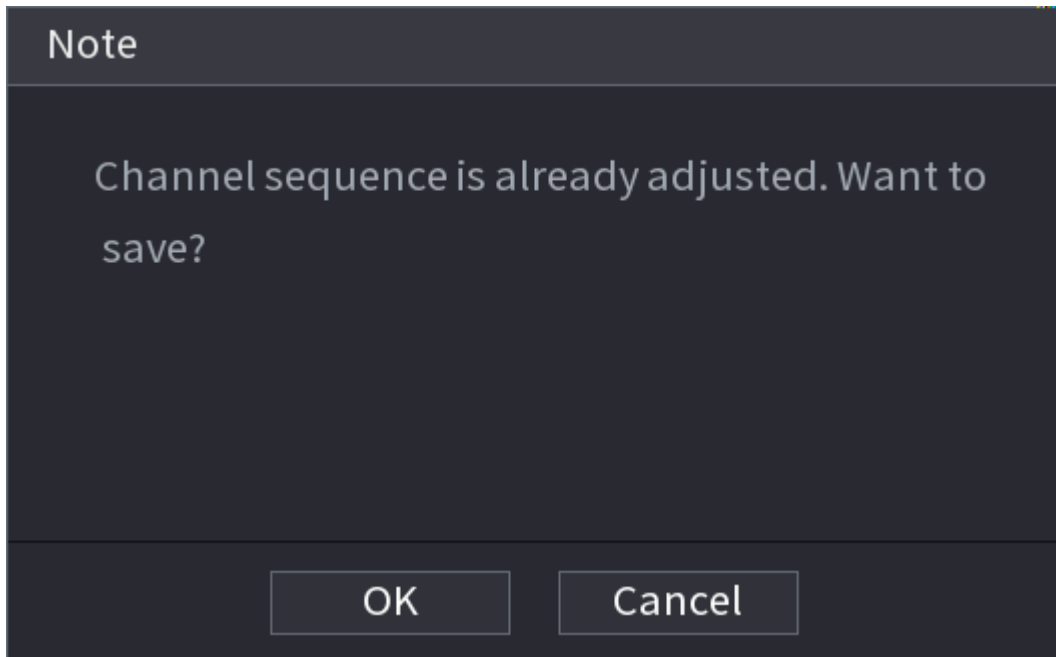 Note
Channel sequence is already adjusted. Want to
save?
OK
Cancel